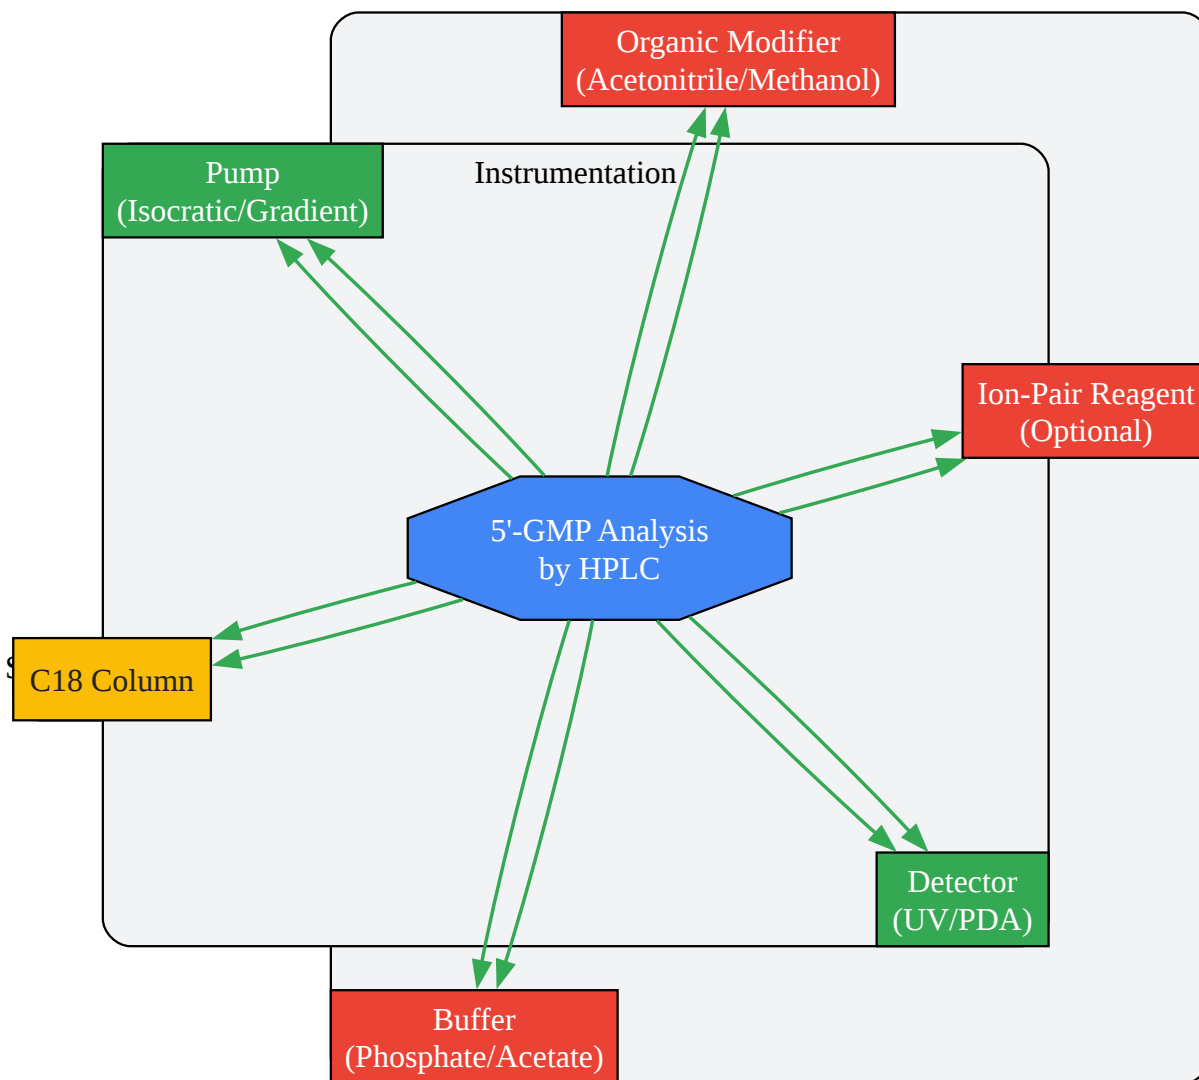 Organic Modifier
(Acetonitrile/Methanol)
Pump
(Isocratic/Gradient)
Instrumentation
Ion-Pair Reagent
(Optional)
5'-GMP Analysis
by HPLC
C18 Column
Detector
(UV/PDA)
Buffer
(Phosphate/Acetate)